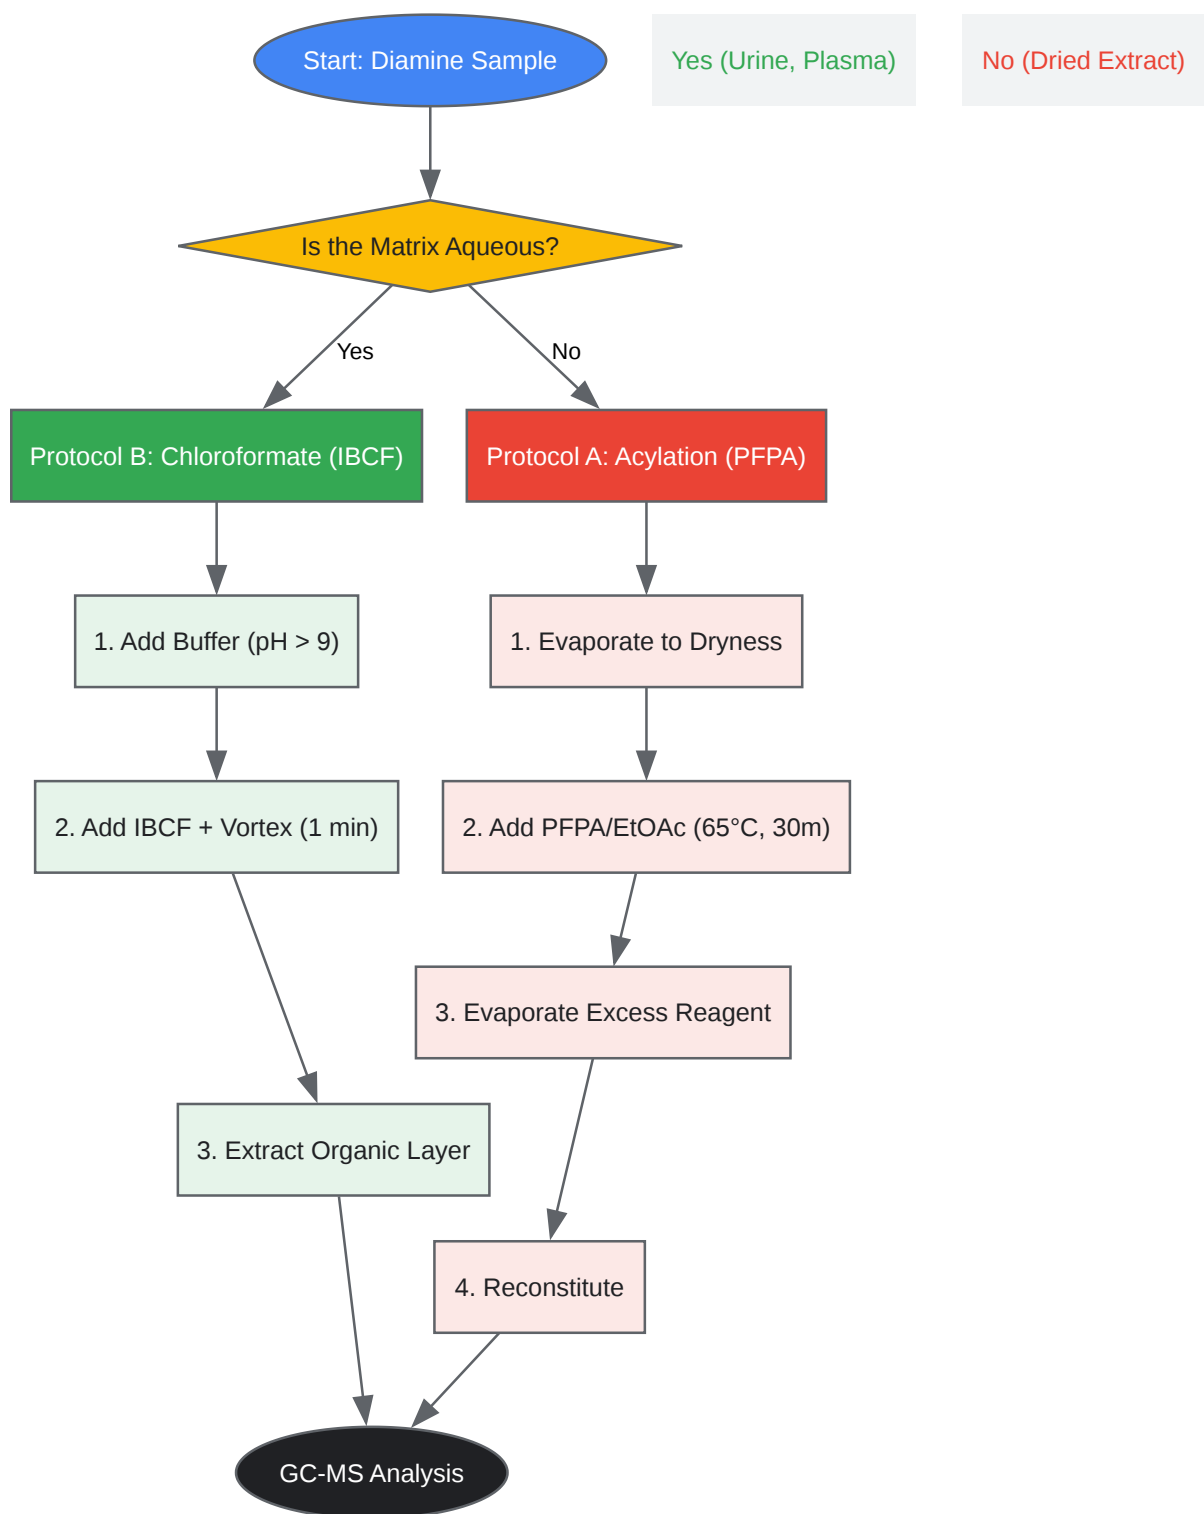 Start: Diamine Sample
Yes (Urine, Plasma)
No (Dried Extract)
Is the Matrix Aqueous?
Yes
No
Protocol B: Chloroformate (IBCF)
Protocol A: Acylation (PFPA)
1. Add Buffer (pH > 9)
1. Evaporate to Dryness
2. Add IBCF + Vortex (1 min)
2. Add PFPA/EtOAc (65°C, 30m)
3. Evaporate Excess Reagent
3. Extract Organic Layer
4. Reconstitute
GC-MS Analysis